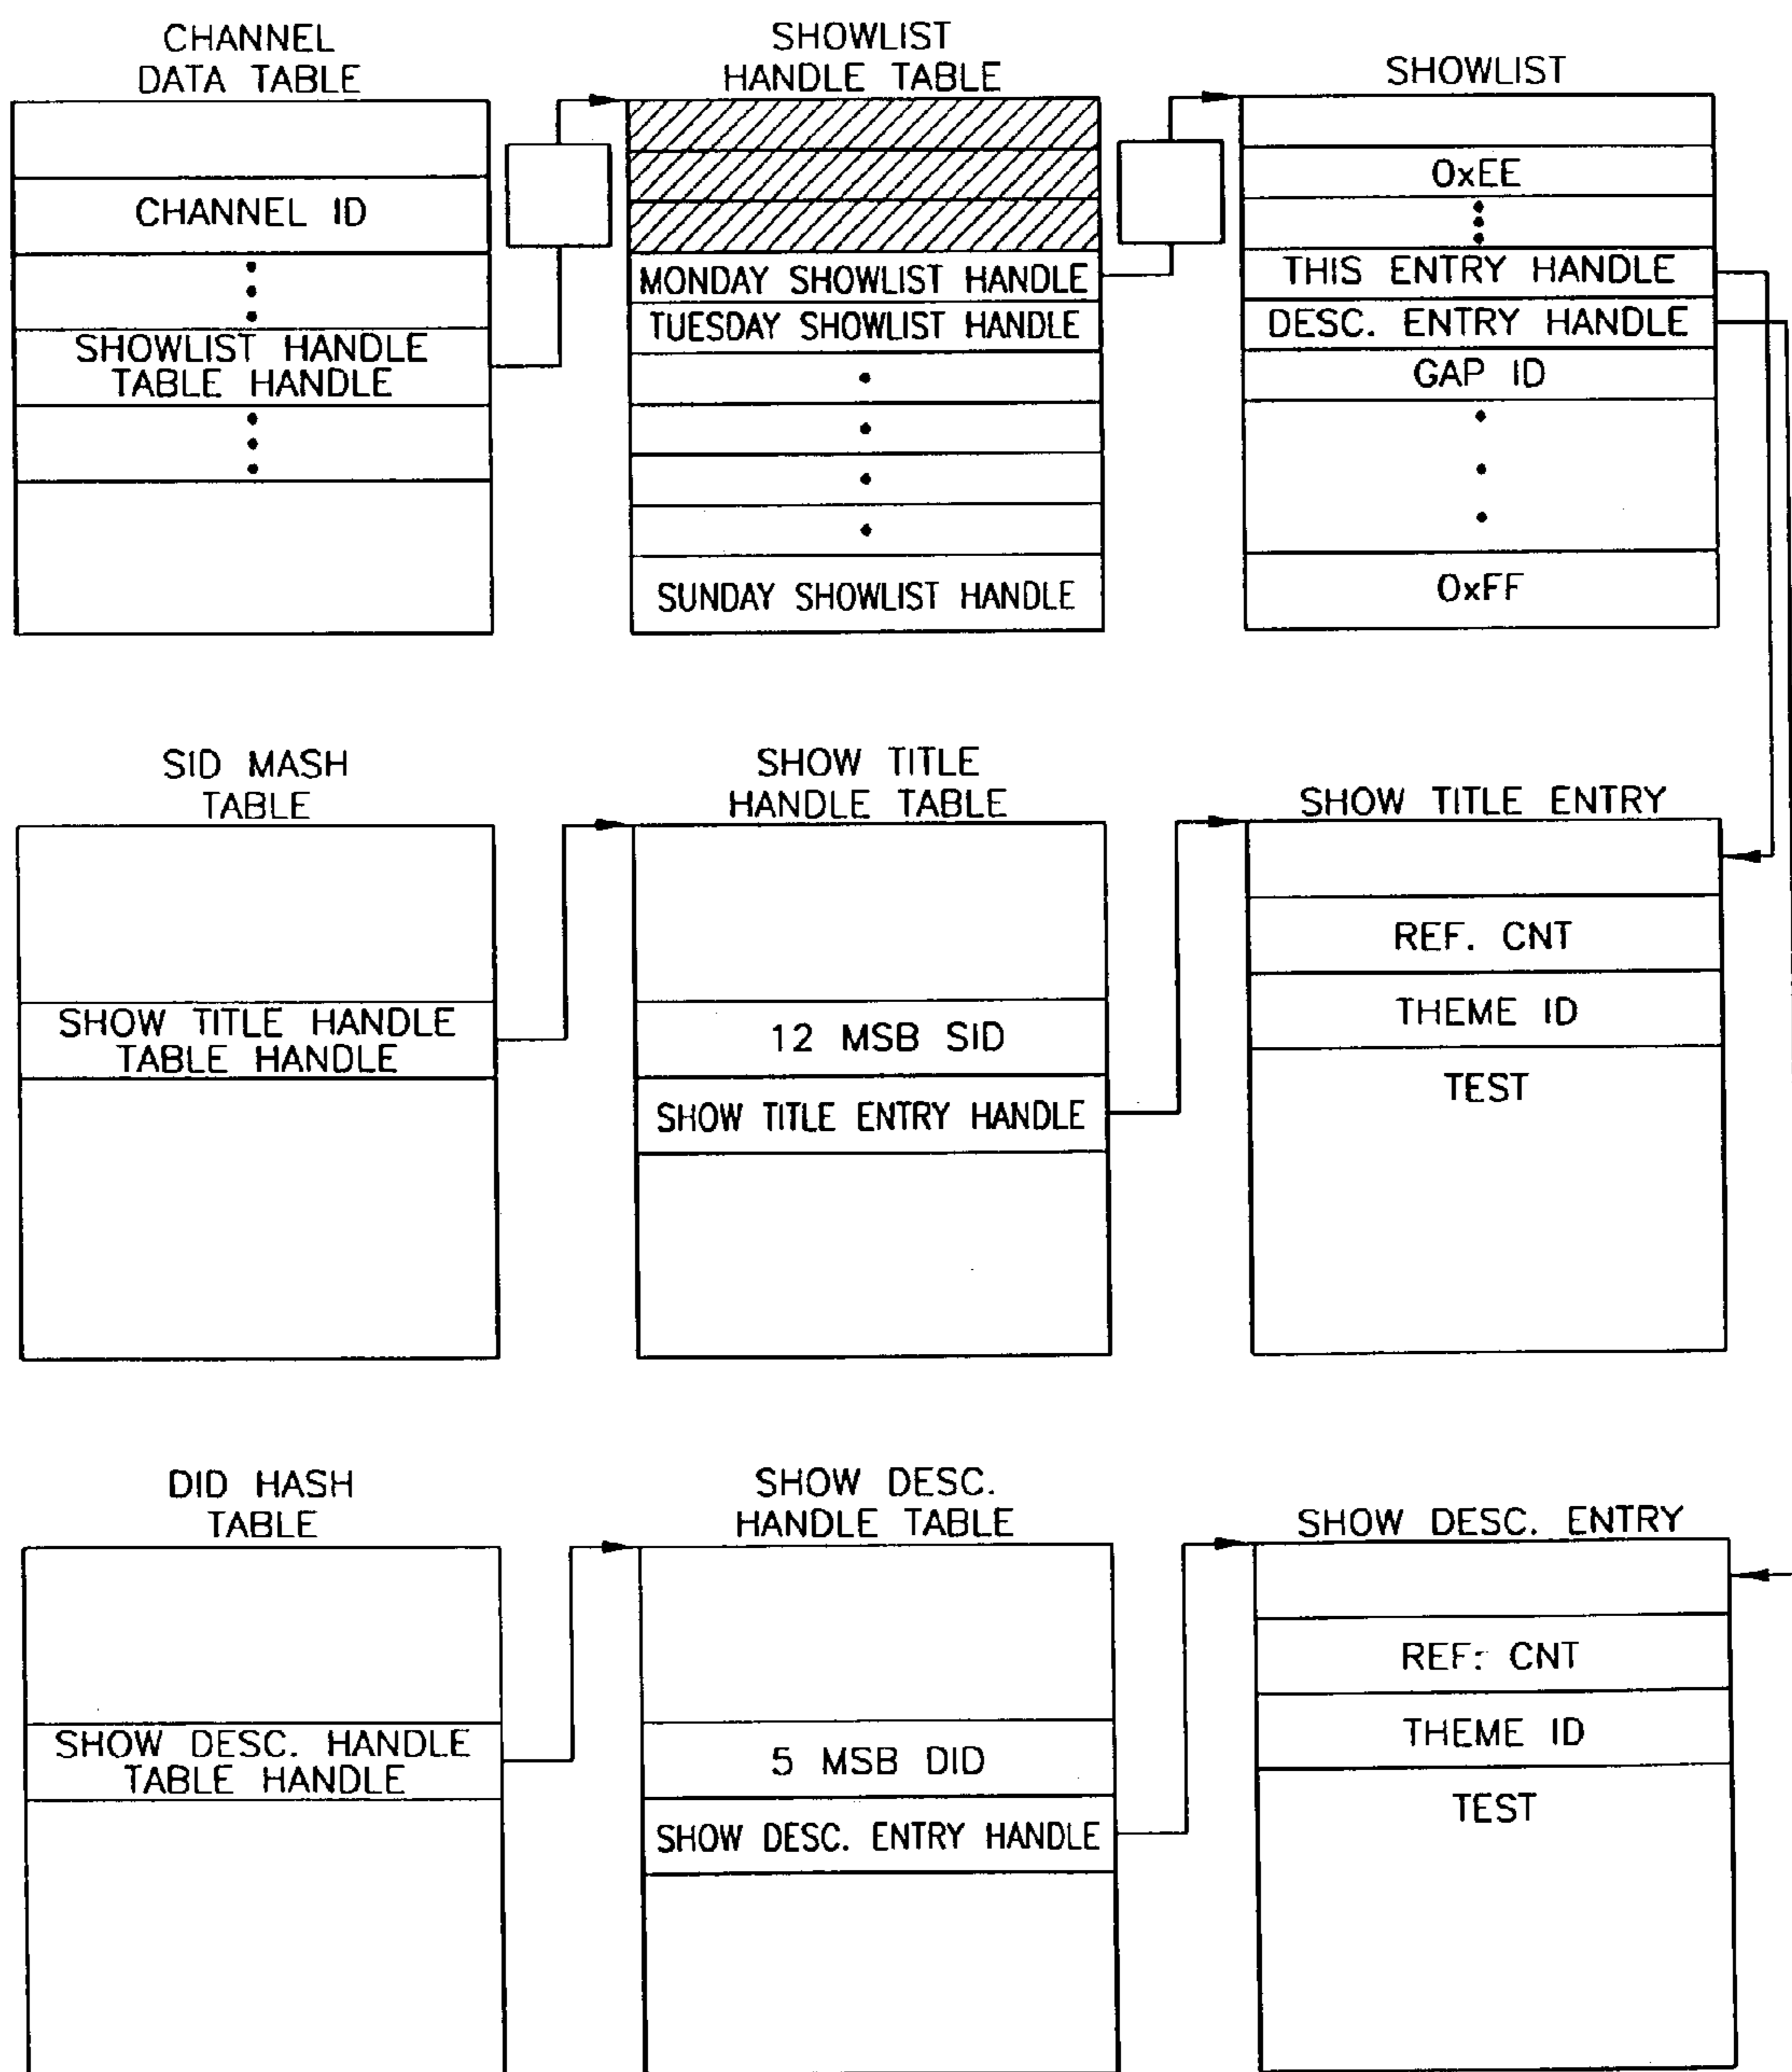 CHANNEL
DATA TABLE
CHANNEL ID
SHOWLIST HANDLE
TABLE HANDLE
SHOWLIST
HANDLE TABLE
MONDAY SHOWLIST HANDLE
TUESDAY SHOWLIST HANDLE
SUNDAY SHOWLIST HANDLE
SHOWLIST
0xEE
THIS ENTRY HANDLE
DESC. ENTRY HANDLE
GAP ID
0xFF
SID MASH
TABLE
SHOW TITLE HANDLE
TABLE HANDLE
SHOW TITLE
HANDLE TABLE
12 MSB SID
SHOW TITLE ENTRY HANDLE
SHOW TITLE ENTRY
REF. CNT
THEME ID
TEST
DID HASH
TABLE
SHOW DESC. HANDLE
TABLE HANDLE
SHOW DESC.
HANDLE TABLE
5 MSB DID
SHOW DESC. ENTRY HANDLE
SHOW DESC. ENTRY
REF: CNT
THEME ID
TEST